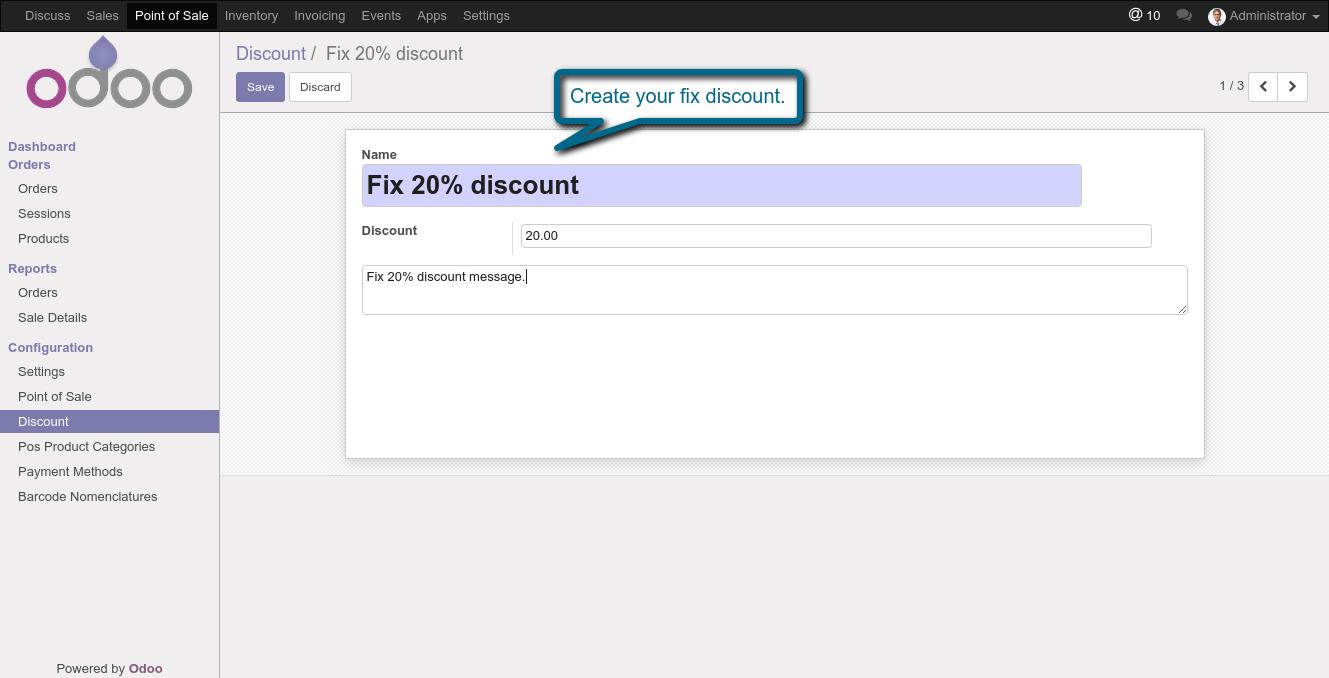 Discuss Sales Point of Sale Inventory Invoicing Events Apps Settings @ 10 Administrator
odoo
Discount / Fix 20% discount
Save Discard
1 / 3
Create your fix discount.
Dashboard
Orders
Orders
Sessions
Products
Reports
Orders
Sale Details
Configuration
Settings
Point of Sale
Discount
Pos Product Categories
Payment Methods
Barcode Nomenclatures
Powered by Odoo
Name
Fix 20% discount
Discount 20.00
Fix 20% discount message.